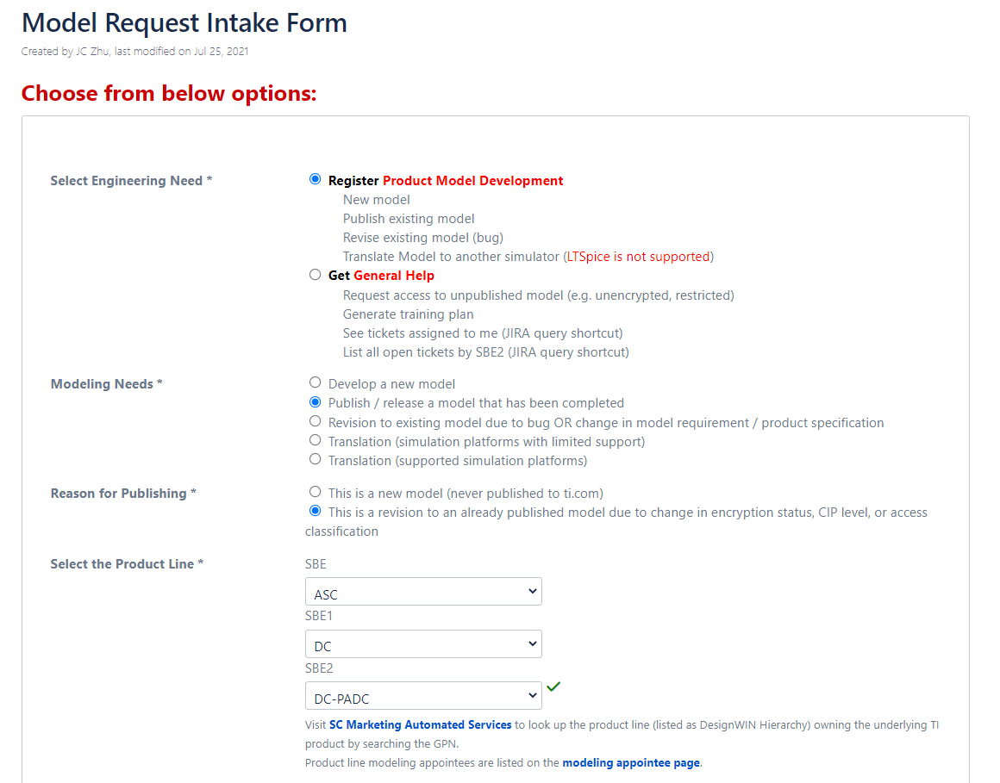 Model Request Intake Form
Created by JC Zhu, last modified on Jul 25, 2021
Choose from below options:
Select Engineering Need *
Register Product Model Development
New model
Publish existing model
Revise existing model (bug)
Translate Model to another simulator (LTSpice is not supported)
Get General Help
Request access to unpublished model (e.g. unencrypted, restricted)
Generate training plan
See tickets assigned to me (JIRA query shortcut)
List all open tickets by SBE2 (JIRA query shortcut)
Modeling Needs *
Develop a new model
Publish / release a model that has been completed
Revision to existing model due to bug OR change in model requirement / product specification
Translation (simulation platforms with limited support)
Translation (supported simulation platforms)
Reason for Publishing *
This is a new model (never published to ti.com)
This is a revision to an already published model due to change in encryption status, CIP level, or access
classification
Select the Product Line *
SBE
ASC
SBE1
DC
SBE2
DC-PADC
Visit SC Marketing Automated Services to look up the product line (listed as DesignWIN Hierarchy) owning the underlying TI
product by searching the GPN.
Product line modeling appointees are listed on the modeling appointee page.